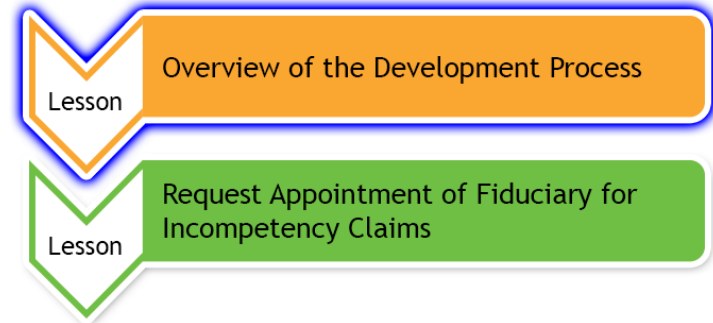 Lesson
Overview of the Development Process
Lesson
Request Appointment of Fiduciary for
Incompetency Claims